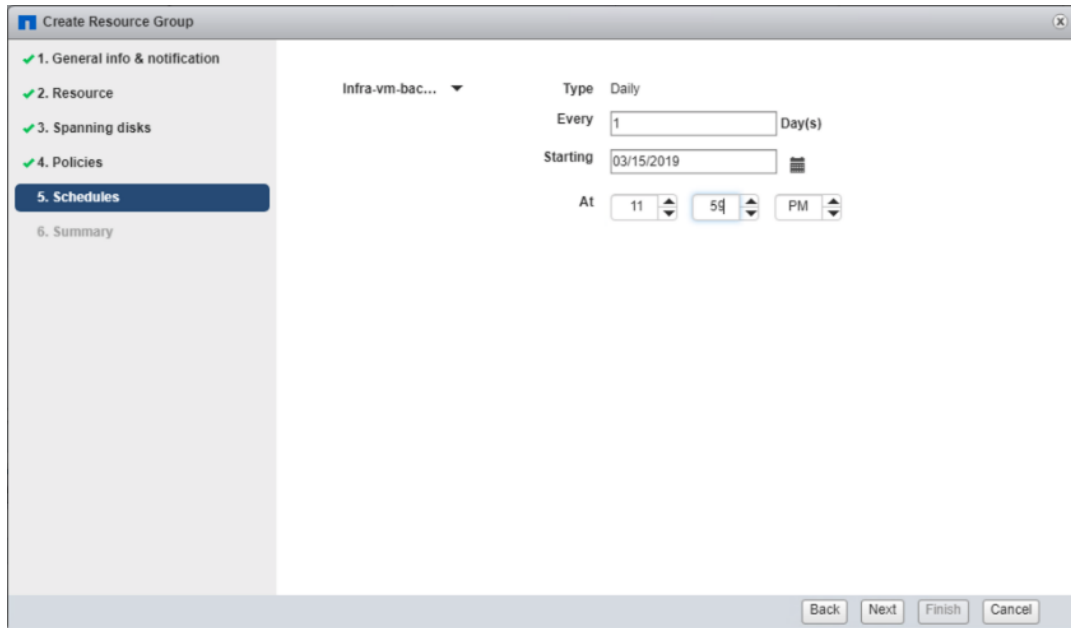 Create Resource Group
1. General info & notification
2. Resource
3. Spanning disks
4. Policies
5. Schedules
6. Summary
Infra-vm-bac...
Type Daily
Every 1 Day(s)
Starting 03/15/2019
At 11 59 PM
Back Next Finish Cancel